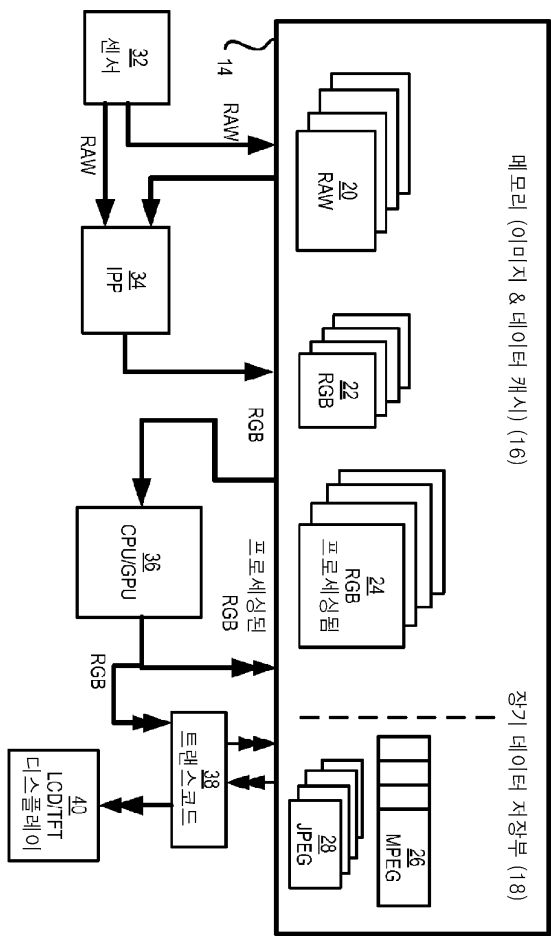 메모리 (이미지 & 데이터 캐시) (16)
장기 데이터 저장부 (18)
20
RAW
22
RGB
24
RGB
프로세싱됨
26
MPEG
28
JPEG
14
RAW
RGB
프로세싱된
RGB
32
센서
RAW
34
IPP
36
CPU/GPU
RGB
38
트랜스코드
40
LCD/TFT
디스플레이